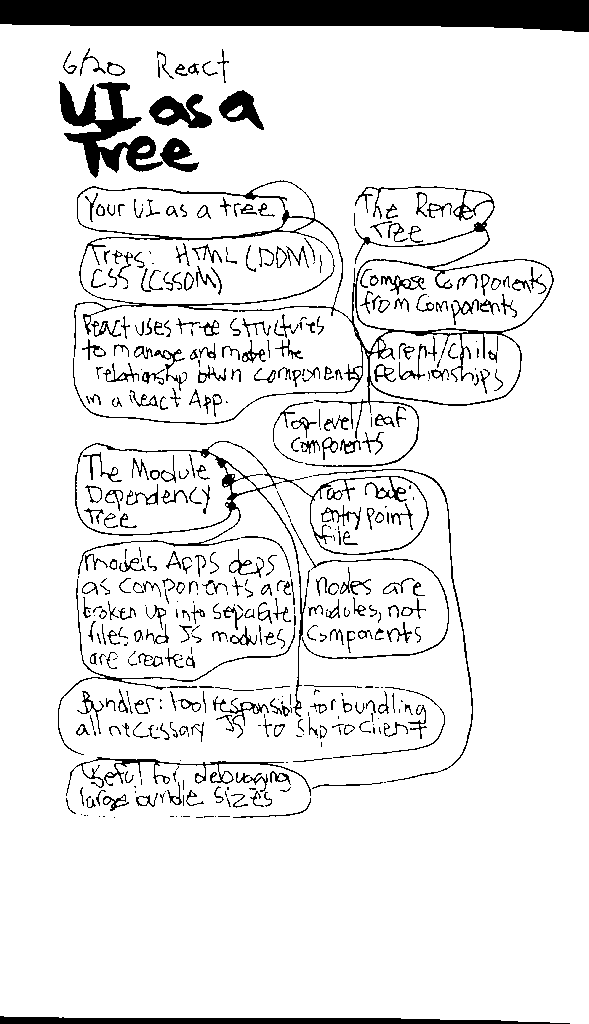 6/20 React
UI as a
Tree
Your UI as a tree
Trees: HTML (DOM),
CSS (CSSOM)
React uses tree structures
to manage and model the
relationship btwn components
in a React App.
The Render
Tree
Compose Components
from Components
Parent/Child
relationships
Top-level/leaf
components
The Module
Dependency
Tree
root node:
entry point
file
models App's deps
as components are
broken up into separate
files and JS modules
are created
nodes are
modules, not
components
Bundler: tool responsible for bundling
all necessary JS to ship to client
Useful for debugging
large bundle sizes